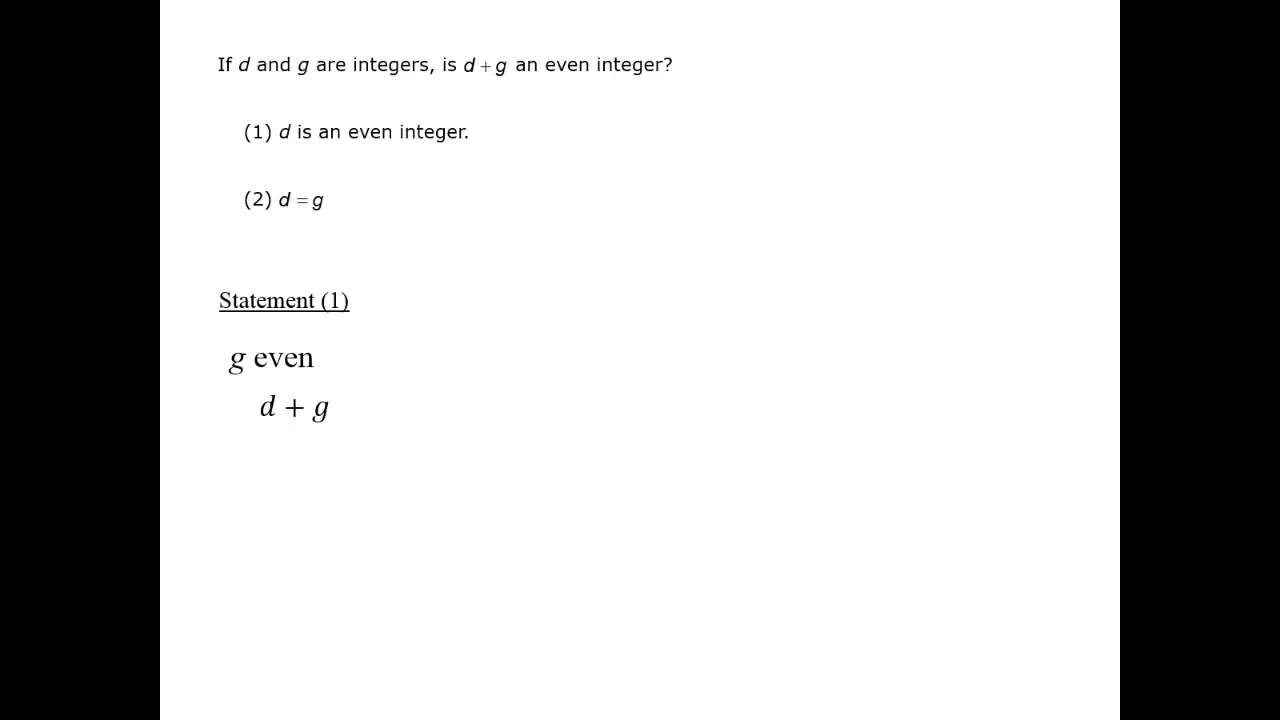 If d and g are integers, is d + g an even integer?
(1) d is an even integer.
(2) d = g
Statement (1)
g even
d + g